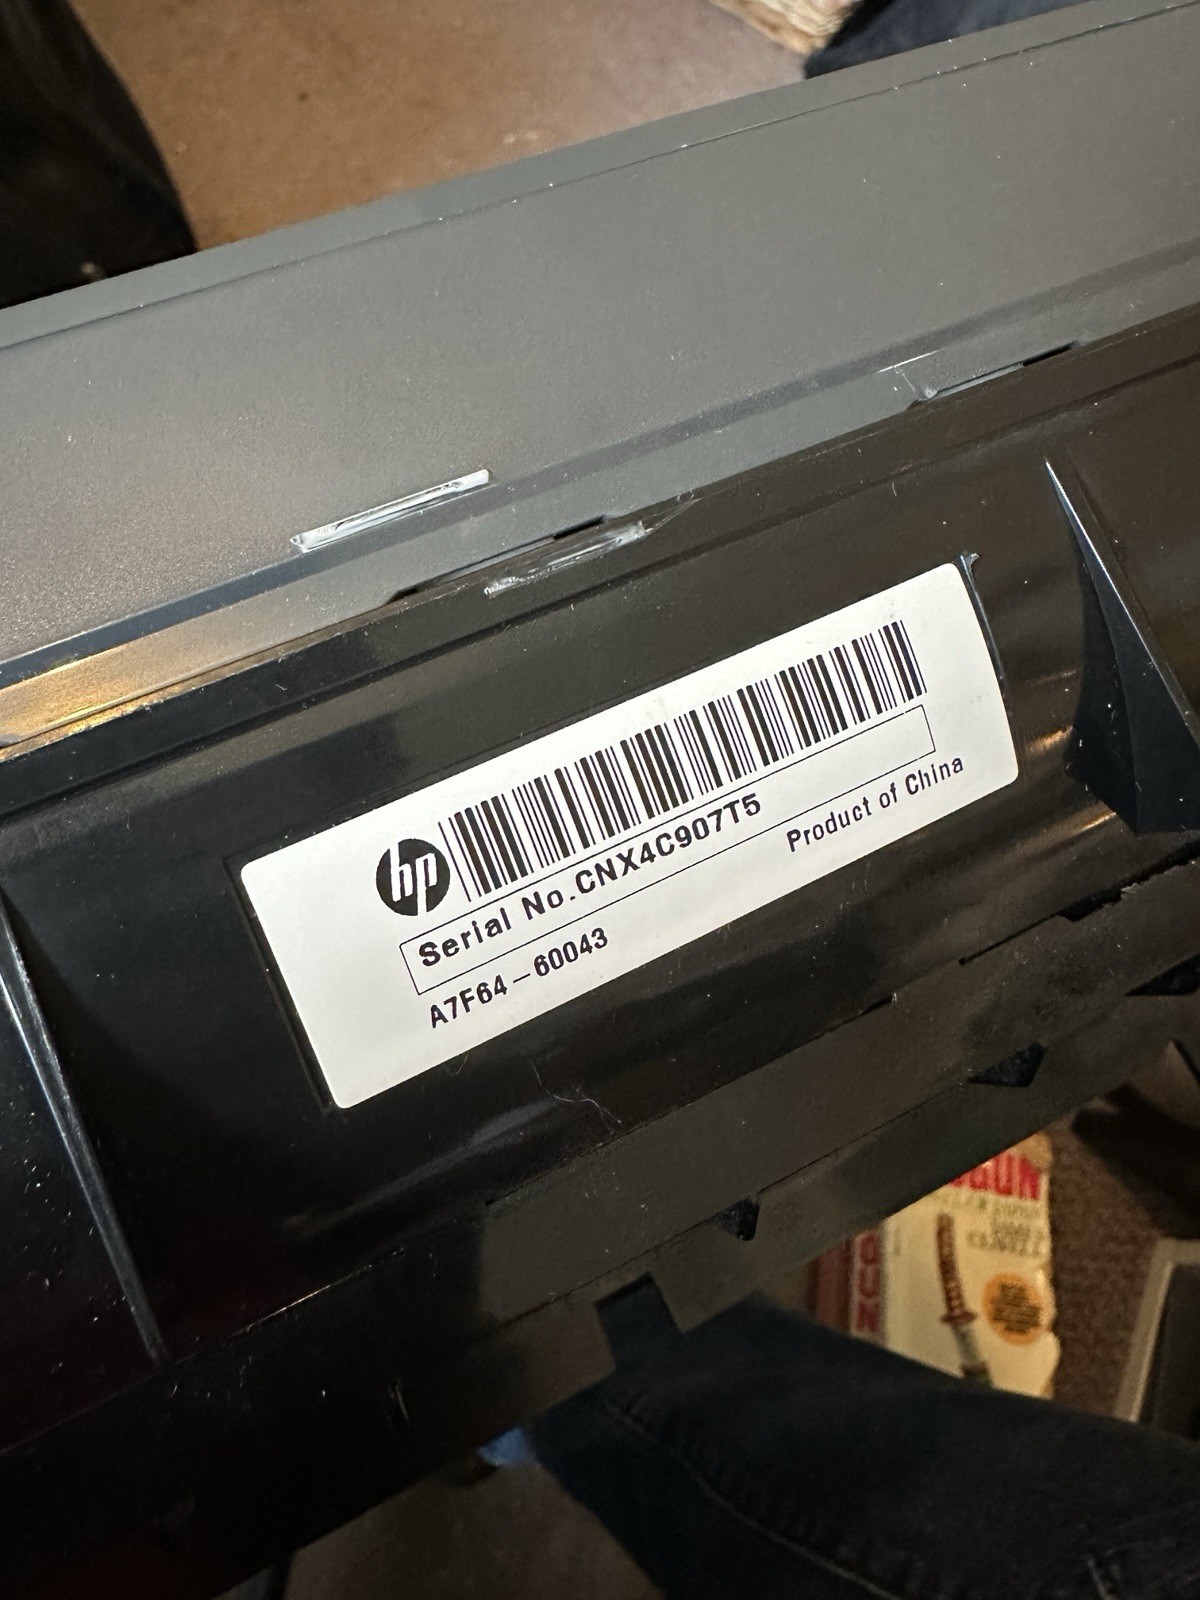 hp
Serial No.CNX4C907T5
Product of China
A7F64-60043